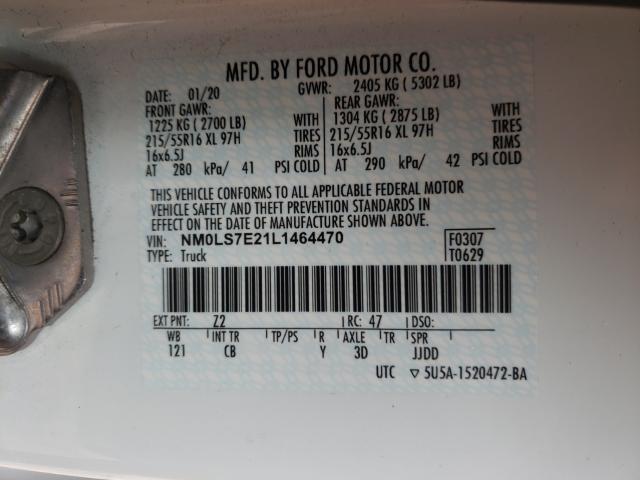 MFD. BY FORD MOTOR CO.
DATE: 01/20 GVWR: 2405 KG ( 5302 LB)
FRONT GAWR: REAR GAWR:
1225 KG ( 2700 LB) WITH 1304 KG ( 2875 LB) WITH
215/55R16 XL 97H TIRES 215/55R16 XL 97H TIRES
16x6.5J RIMS 16x6.5J RIMS
AT 280 kPa/ 41 PSI COLD AT 290 kPa/ 42 PSI COLD
THIS VEHICLE CONFORMS TO ALL APPLICABLE FEDERAL MOTOR
VEHICLE SAFETY AND THEFT PREVENTION STANDARDS IN
EFFECT ON THE DATE OF MANUFACTURE SHOWN ABOVE.
VIN: NM0LS7E21L1464470 F0307
TYPE: Truck T0629
EXT PNT: Z2 RC: 47 DSO:
WB INT TR TP/PS R AXLE TR SPR
121 CB Y 3D JJDD
UTC ▽ 5U5A-1520472-BA